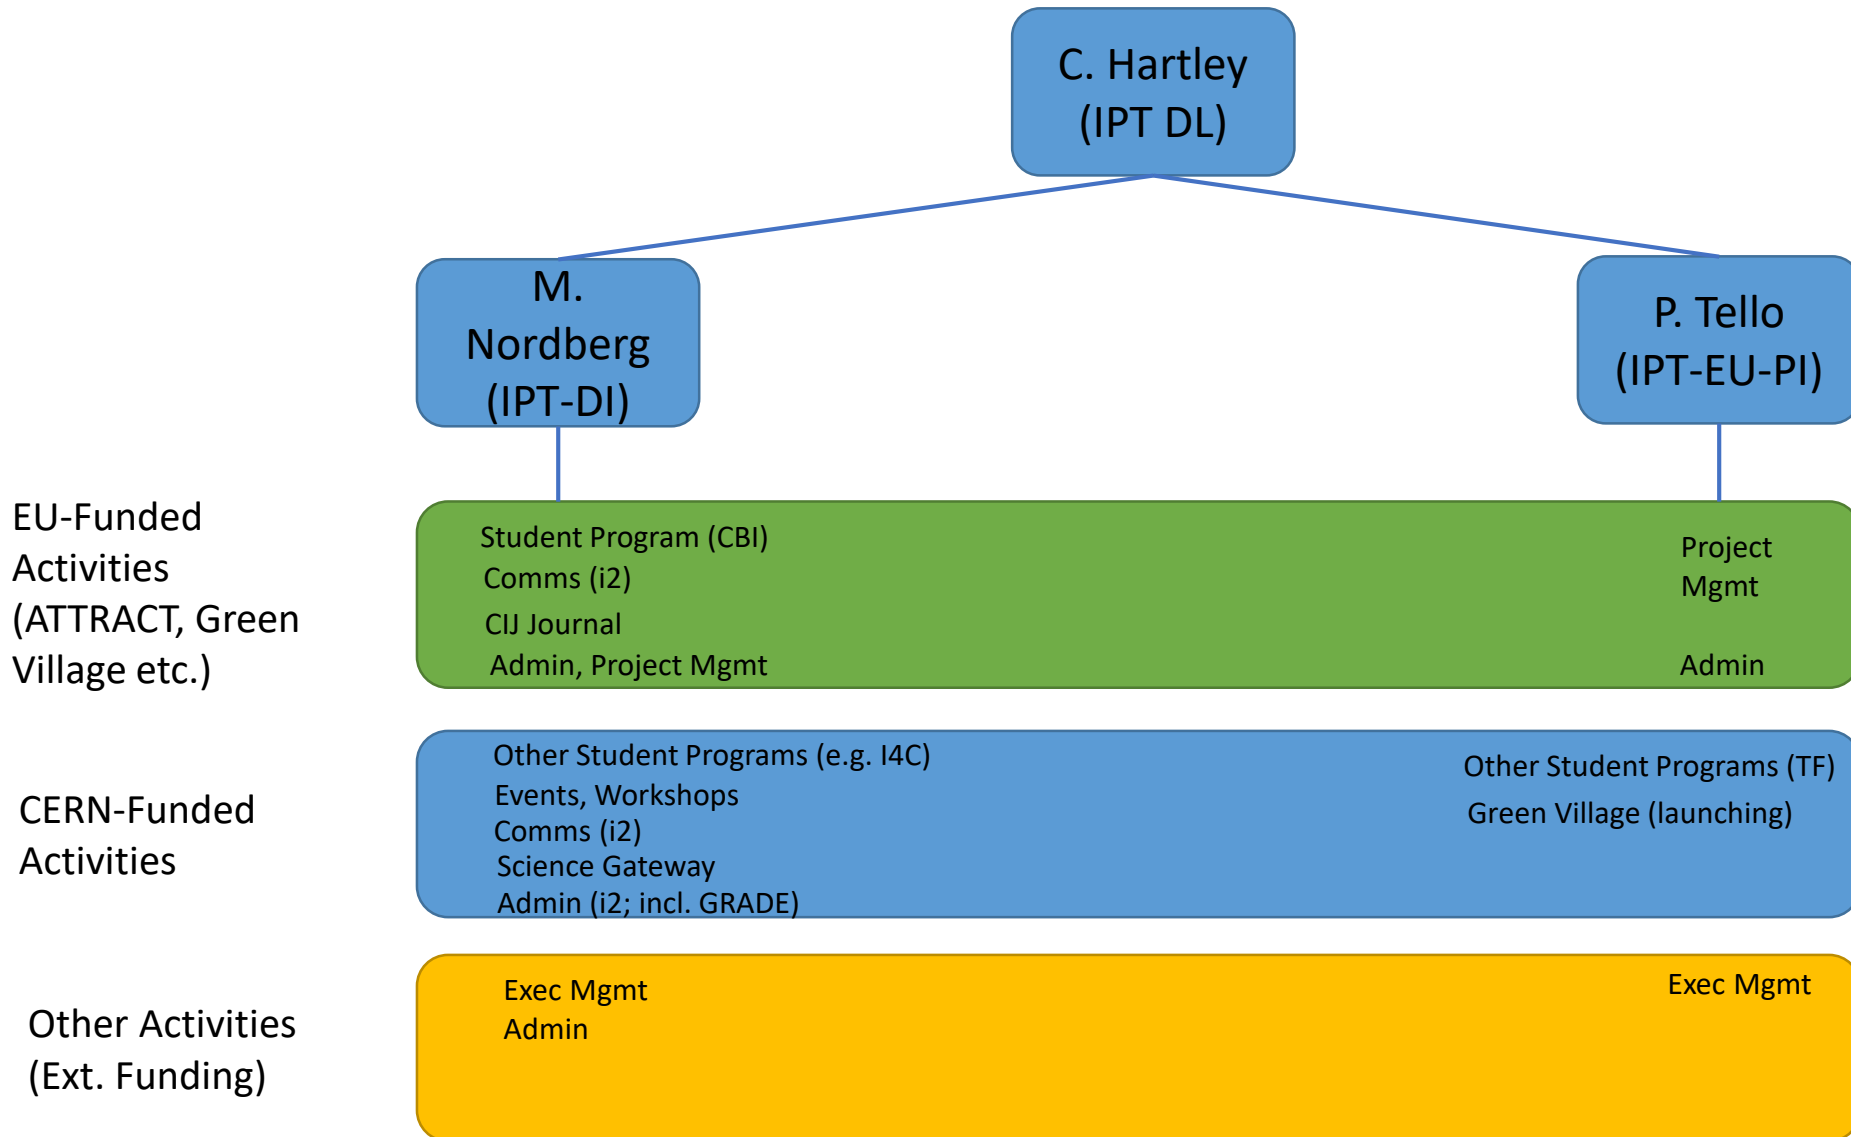 C. Hartley
(IPT DL)
M.
Nordberg
(IPT-DI)
P. Tello
(IPT-EU-PI)
EU-Funded
Activities
(ATTRACT, Green
Village etc.)
Student Program (CBI)
Comms (i2)
CIJ Journal
Admin, Project Mgmt
Project
Mgmt
Admin
CERN-Funded
Activities
Other Student Programs (e.g. I4C)
Events, Workshops
Comms (i2)
Science Gateway
Admin (i2; incl. GRADE)
Other Student Programs (TF)
Green Village (launching)
Other Activities
(Ext. Funding)
Exec Mgmt
Admin
Exec Mgmt